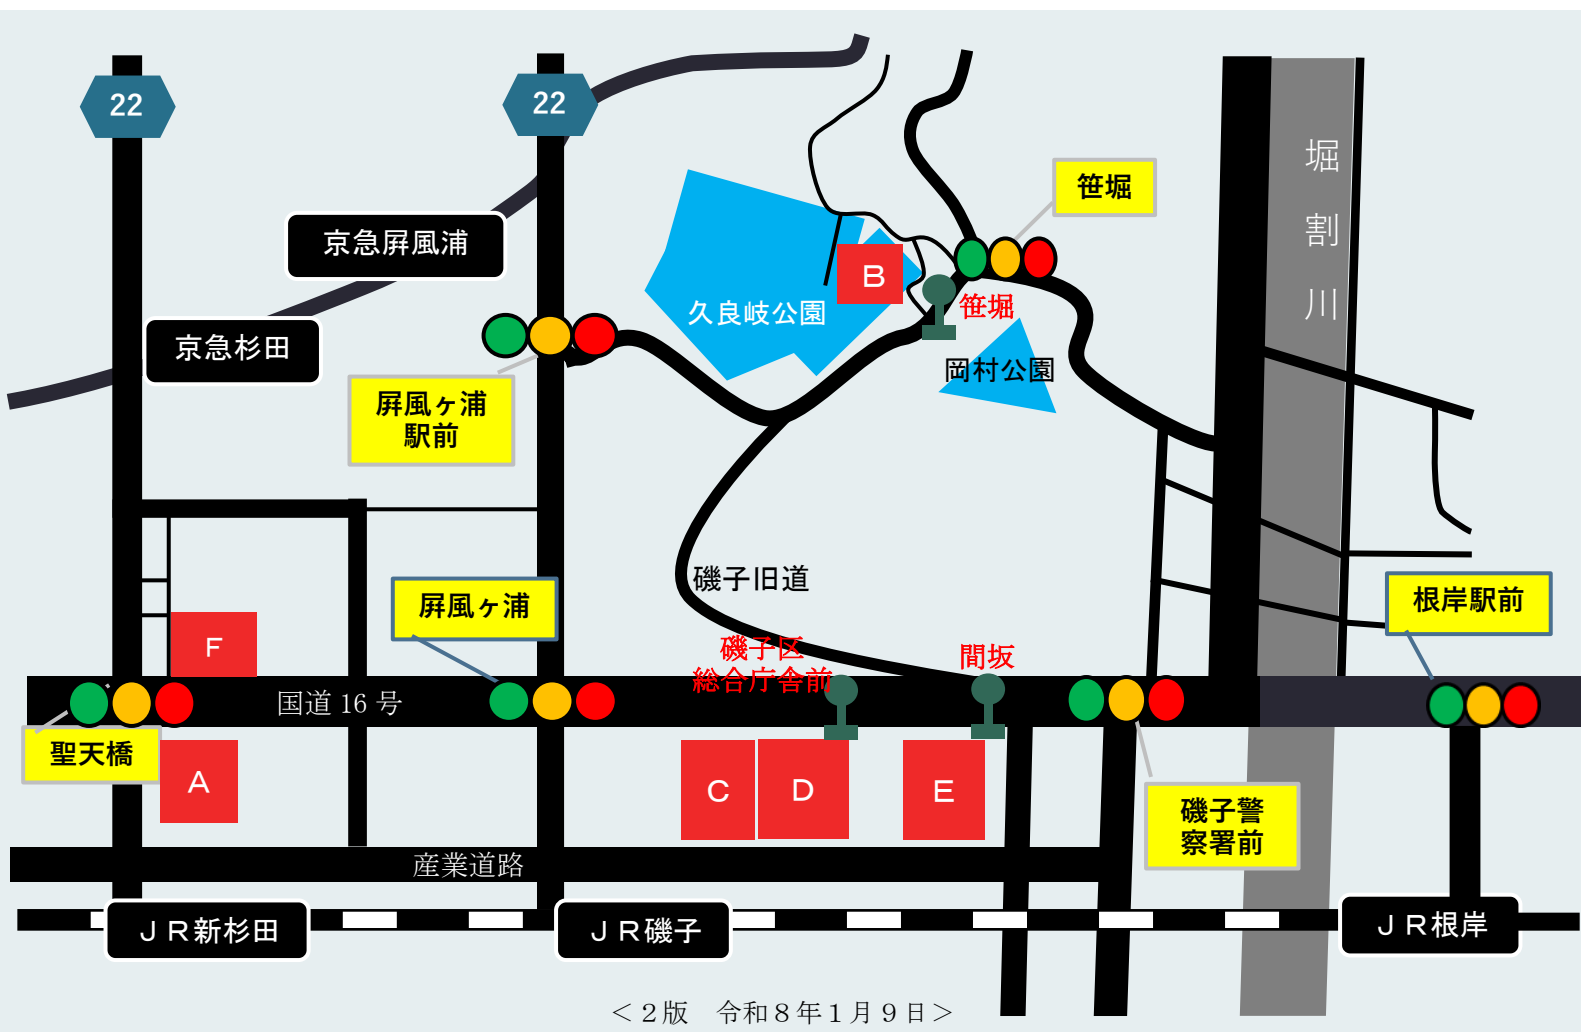 22
22
堀割川
笹堀
京急屛風浦
B
久良岐公園
笹堀
京急杉田
岡村公園
屛風ヶ浦
駅前
磯子旧道
屛風ヶ浦
根岸駅前
F
磯子区
総合庁舎前
間坂
国道 16 号
聖天橋
A
C
D
E
磯子警
察署前
産業道路
ＪＲ新杉田
ＪＲ磯子
ＪＲ根岸
＜２版　令和８年１月９日＞